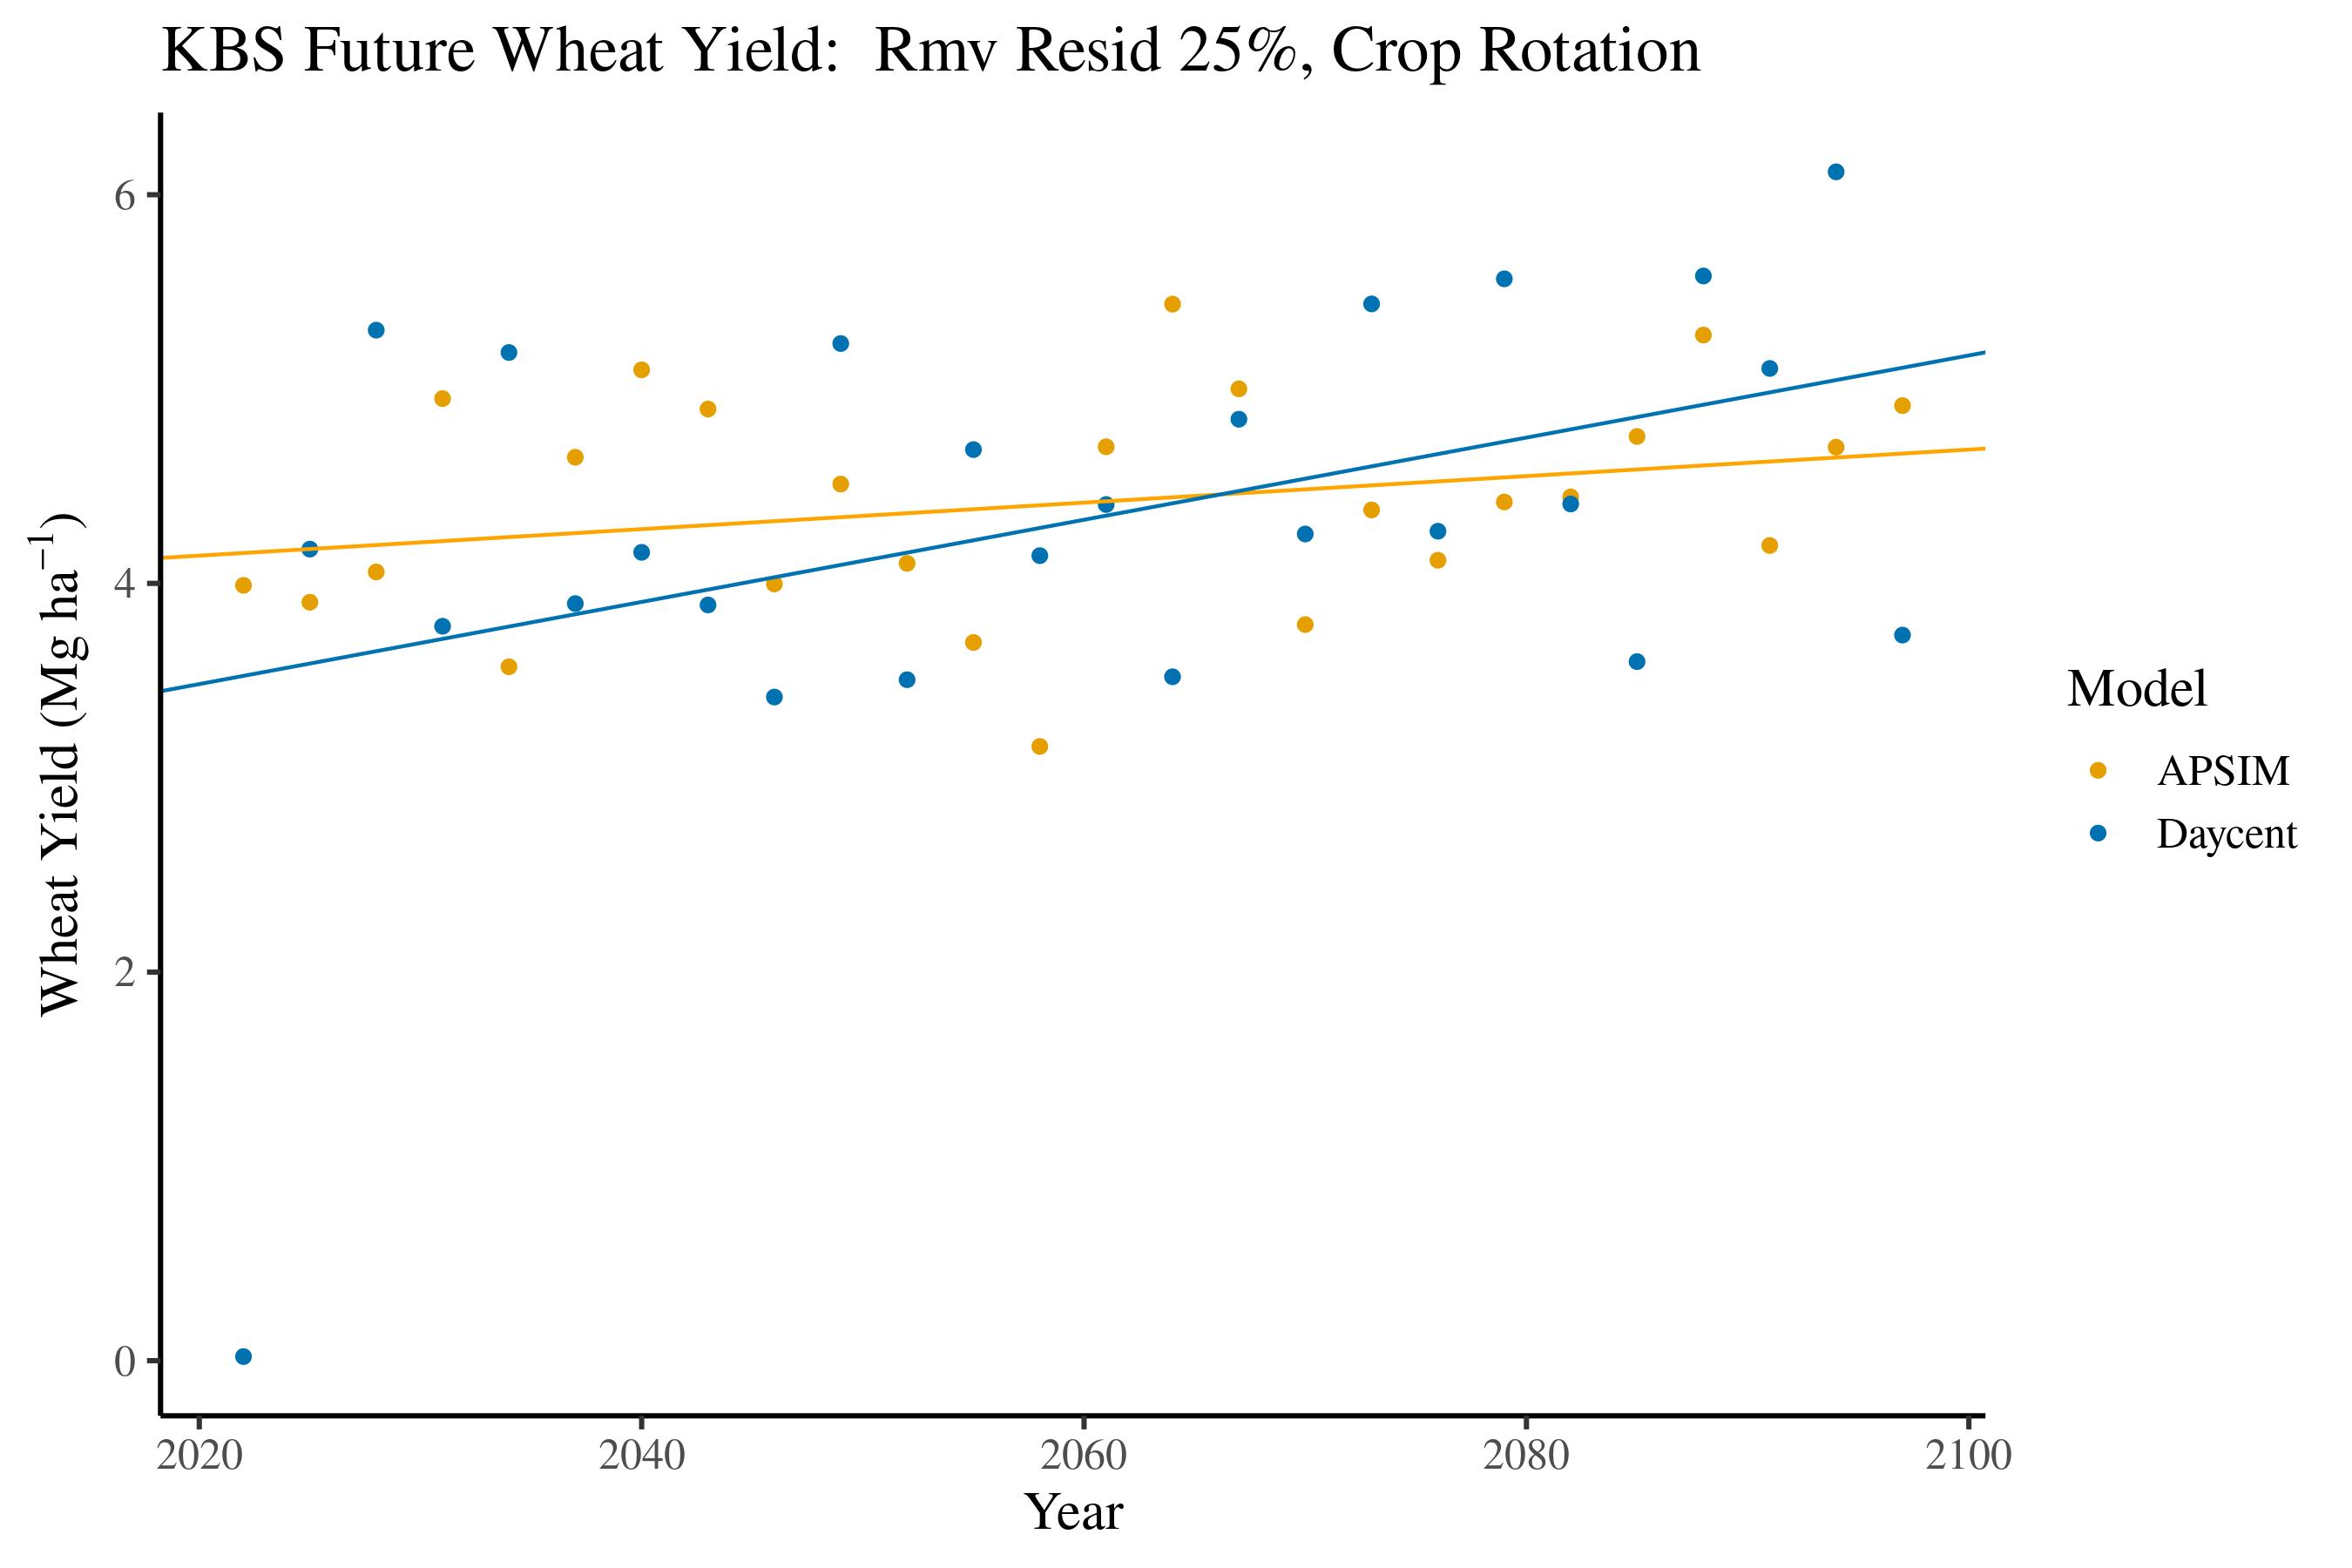 KBS Future Wheat Yield:  Rmv Resid 25%, Crop Rotation
Wheat Yield (Mg ha⁻¹)
6
4
2
0
2020 2040 2060 2080 2100
Year
Model
APSIM
Daycent